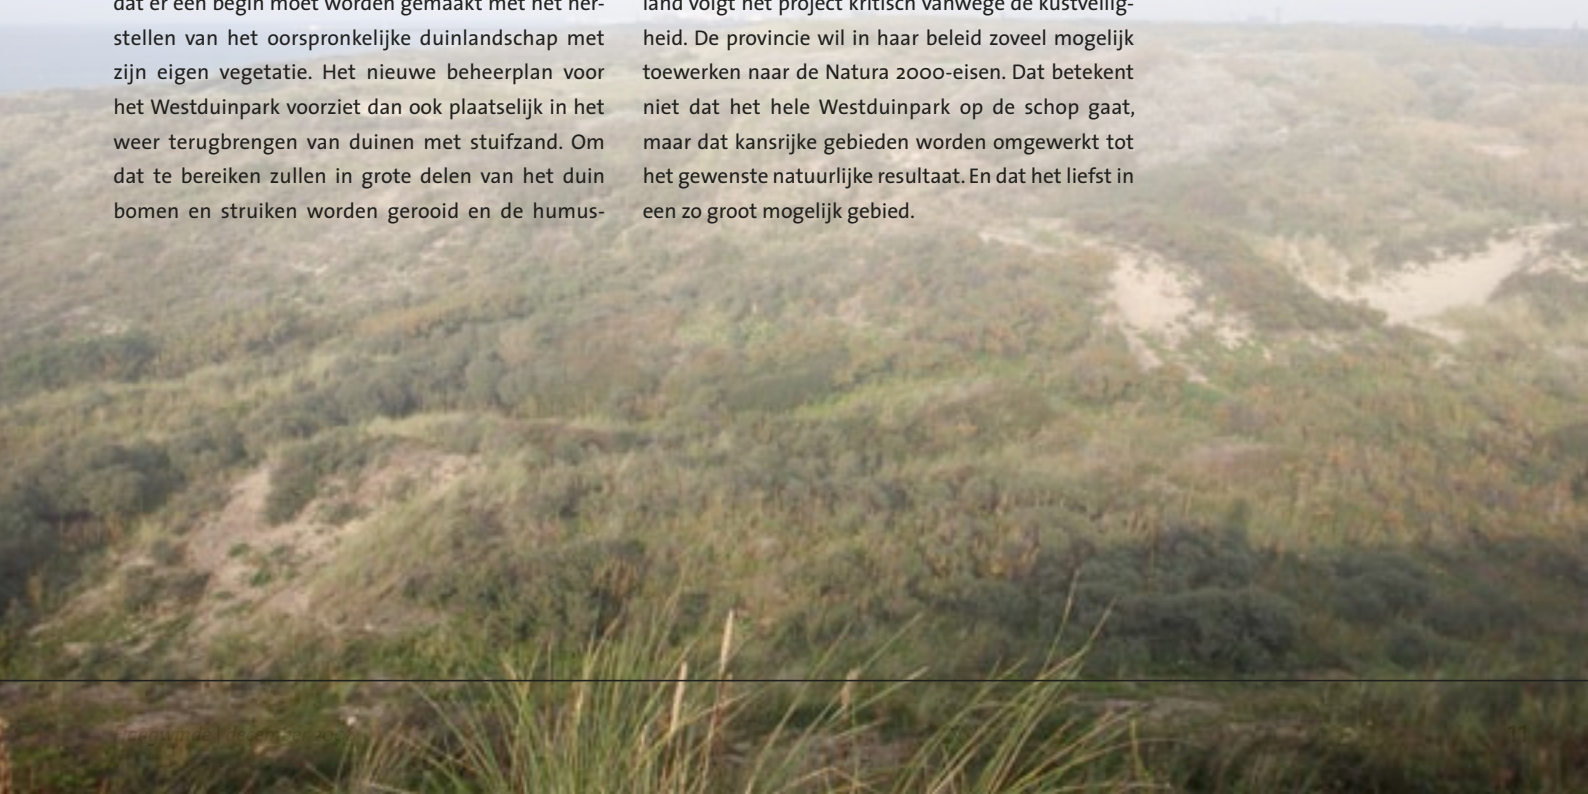 dat er een begin moet worden gemaakt met het her-
stellen van het oorspronkelijke duinlandschap met
zijn eigen vegetatie. Het nieuwe beheerplan voor
het Westduinpark voorziet dan ook plaatselijk in het
weer terugbrengen van duinen met stuifzand. Om
dat te bereiken zullen in grote delen van het duin
bomen en struiken worden gerooid en de humus-
land volgt het project kritisch vanwege de kustveilig-
heid. De provincie wil in haar beleid zoveel mogelijk
toewerken naar de Natura 2000-eisen. Dat betekent
niet dat het hele Westduinpark op de schop gaat,
maar dat kansrijke gebieden worden omgewerkt tot
het gewenste natuurlijke resultaat. En dat het liefst in
een zo groot mogelijk gebied.